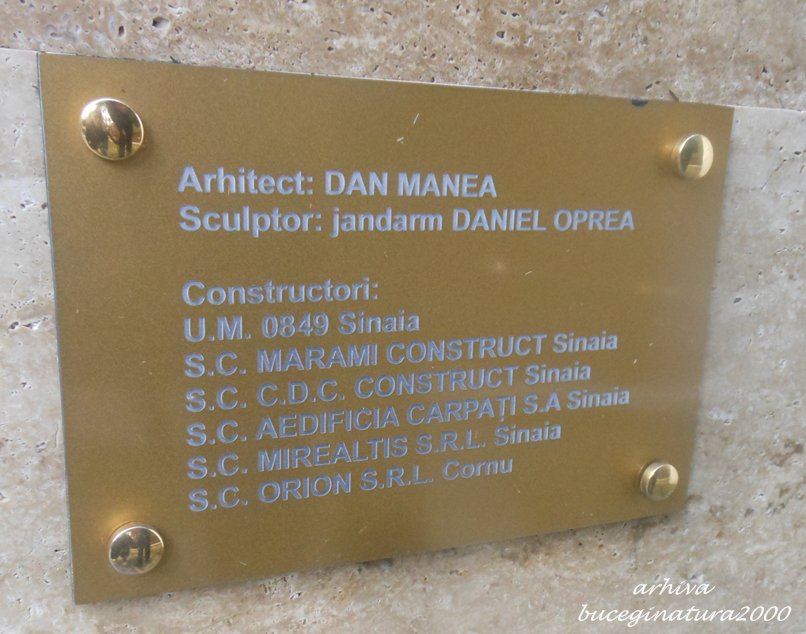 Arhitect: DAN MANEA
Sculptor: jandarm DANIEL OPREA
Constructori:
U.M. 0849 Sinaia
S.C. MARAMI CONSTRUCT Sinaia
S.C. C.D.C. CONSTRUCT Sinaia
S.C. AEDIFICIA CARPAȚI S.A Sinaia
S.C. MIREALTIS S.R.L. Sinaia
S.C. ORION S.R.L. Cornu
arhiva
buceginatura2000